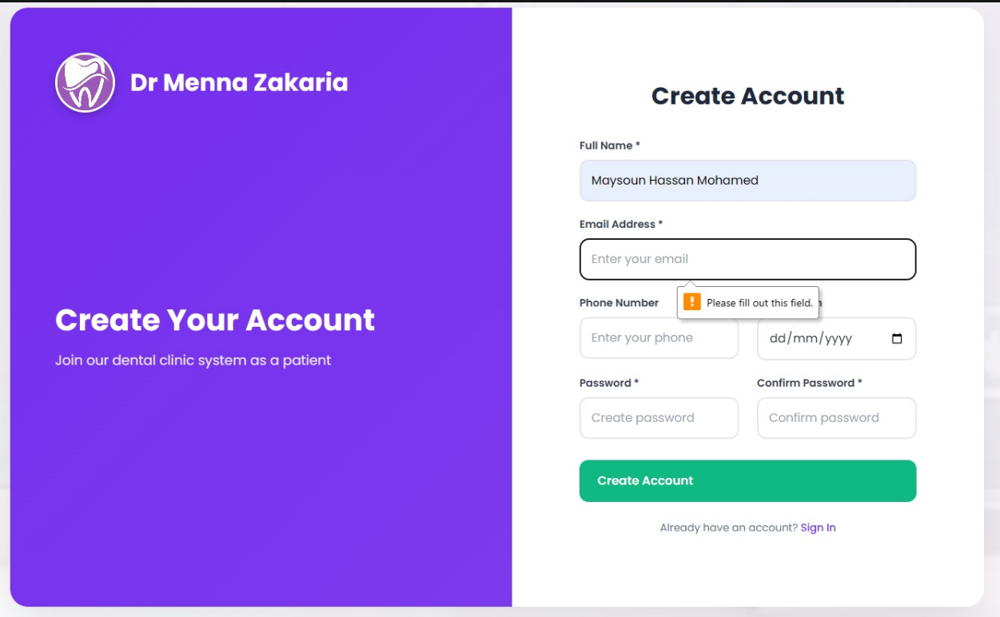 Dr Menna Zakaria
Create Your Account
Join our dental clinic system as a patient
Create Account
Full Name *
Maysoun Hassan Mohamed
Email Address *
Enter your email
Please fill out this field.
Phone Number
Enter your phone
dd/mm/yyyy
Password *
Confirm Password *
Create password
Confirm password
Create Account
Already have an account? Sign In